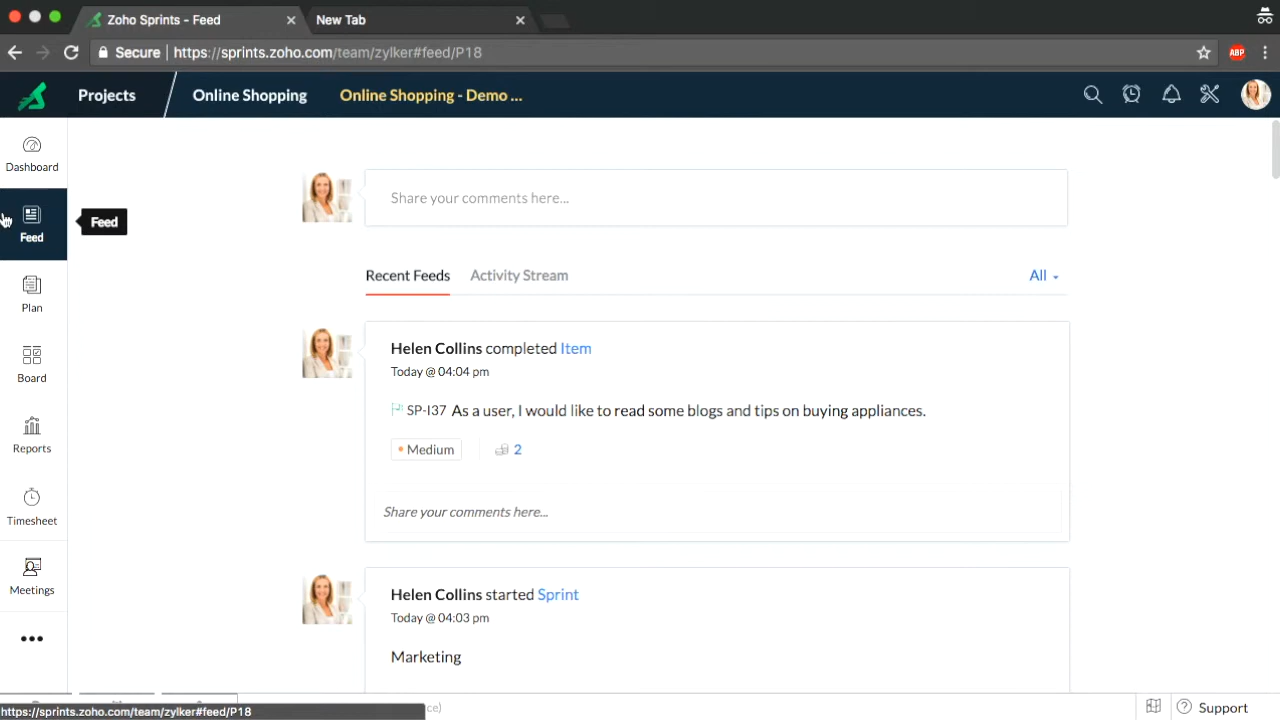 Zoho Sprints - Feed
New Tab
Secure https://sprints.zoho.com/team/zylker#feed/P18
ABP
Projects
Online Shopping
Online Shopping - Demo ...
Dashboard
Feed
Feed
Plan
Board
Reports
Timesheet
Meetings
Share your comments here...
Recent Feeds
Activity Stream
All
Helen Collins completed Item
Today @ 04:04 pm
SP-I37 As a user, I would like to read some blogs and tips on buying appliances.
Medium
2
Share your comments here...
Helen Collins started Sprint
Today @ 04:03 pm
Marketing
https://sprints.zoho.com/team/zylker#feed/P18
ce)
Support